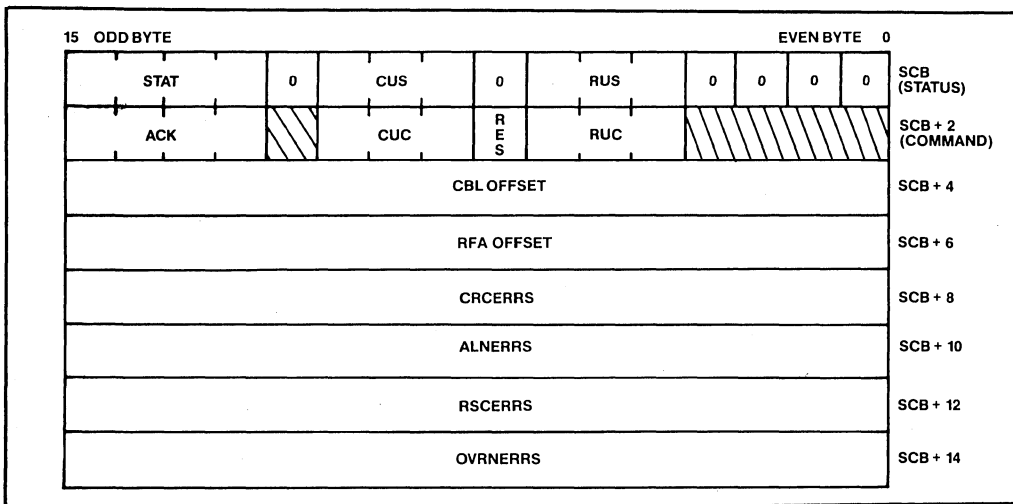 15 ODD BYTE EVEN BYTE 0
STAT 0 CUS 0 RUS 0 0 0 0 SCB
(STATUS)
ACK CUC RES RUC SCB + 2
(COMMAND)
CBL OFFSET SCB + 4
RFA OFFSET SCB + 6
CRCERRS SCB + 8
ALNERRS SCB + 10
RSCERRS SCB + 12
OVRNERRS SCB + 14